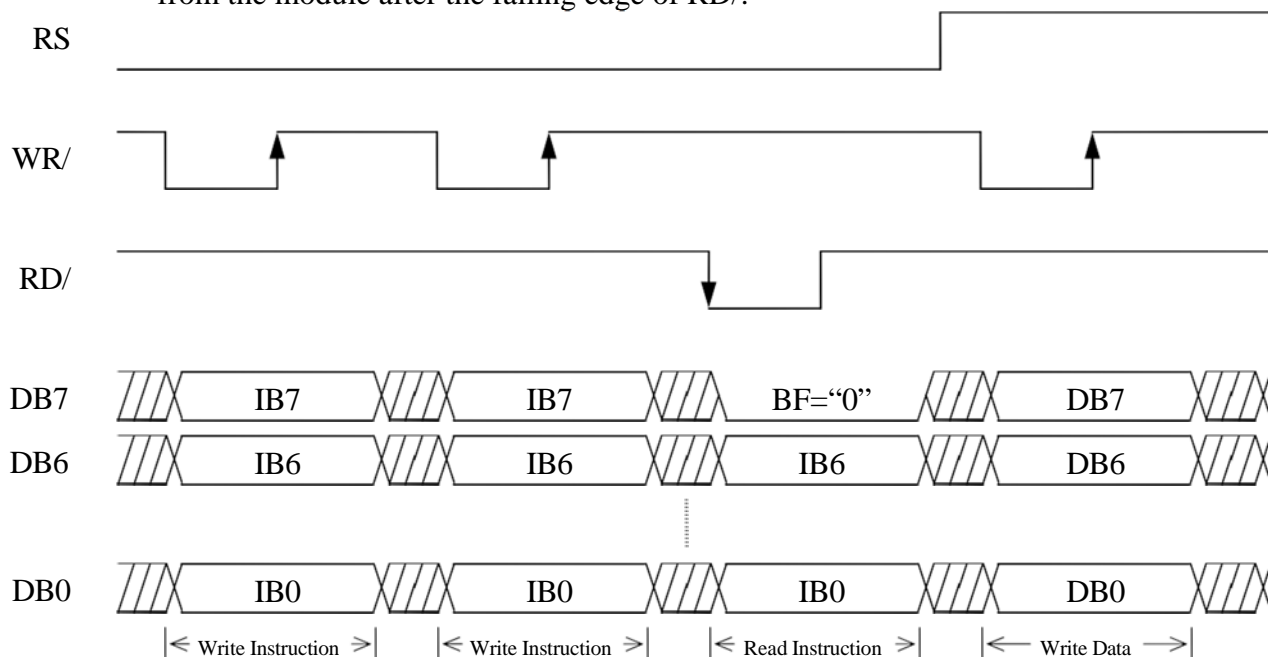 from the module after the falling edge of RD/.
RS
WR/
RD/
DB7 IB7 IB7 BF=“0” DB7
DB6 IB6 IB6 IB6 DB6
DB0 IB0 IB0 IB0 DB0
Write Instruction Write Instruction Read Instruction Write Data